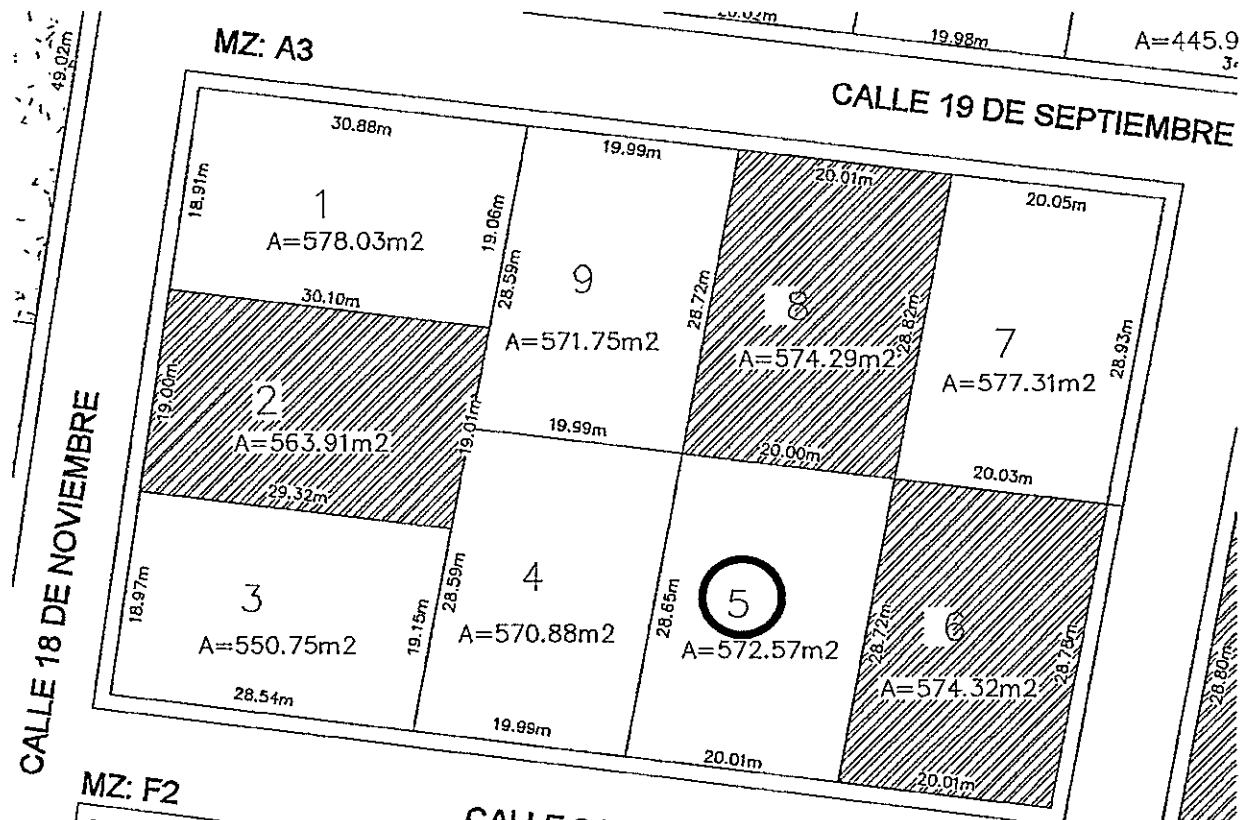 49.02m
MZ: A3
19.98m
A=445.9
CALLE 19 DE SEPTIEMBRE
30.88m
18.91m
1
A=578.03m2
19.06m
30.10m
19.99m
28.59m
9
A=571.75m2
28.72m
19.99m
20.01m
8
A=574.29m2
28.82m
20.00m
20.05m
7
A=577.31m2
28.93m
20.03m
19.00m
2
A=563.91m2
19.01m
29.32m
CALLE 18 DE NOVIEMBRE
18.97m
3
A=550.75m2
19.15m
28.54m
28.59m
4
A=570.88m2
28.65m
19.99m
5
A=572.57m2
28.72m
20.01m
6
A=574.32m2
28.78m
20.01m
28.80m
MZ: F2